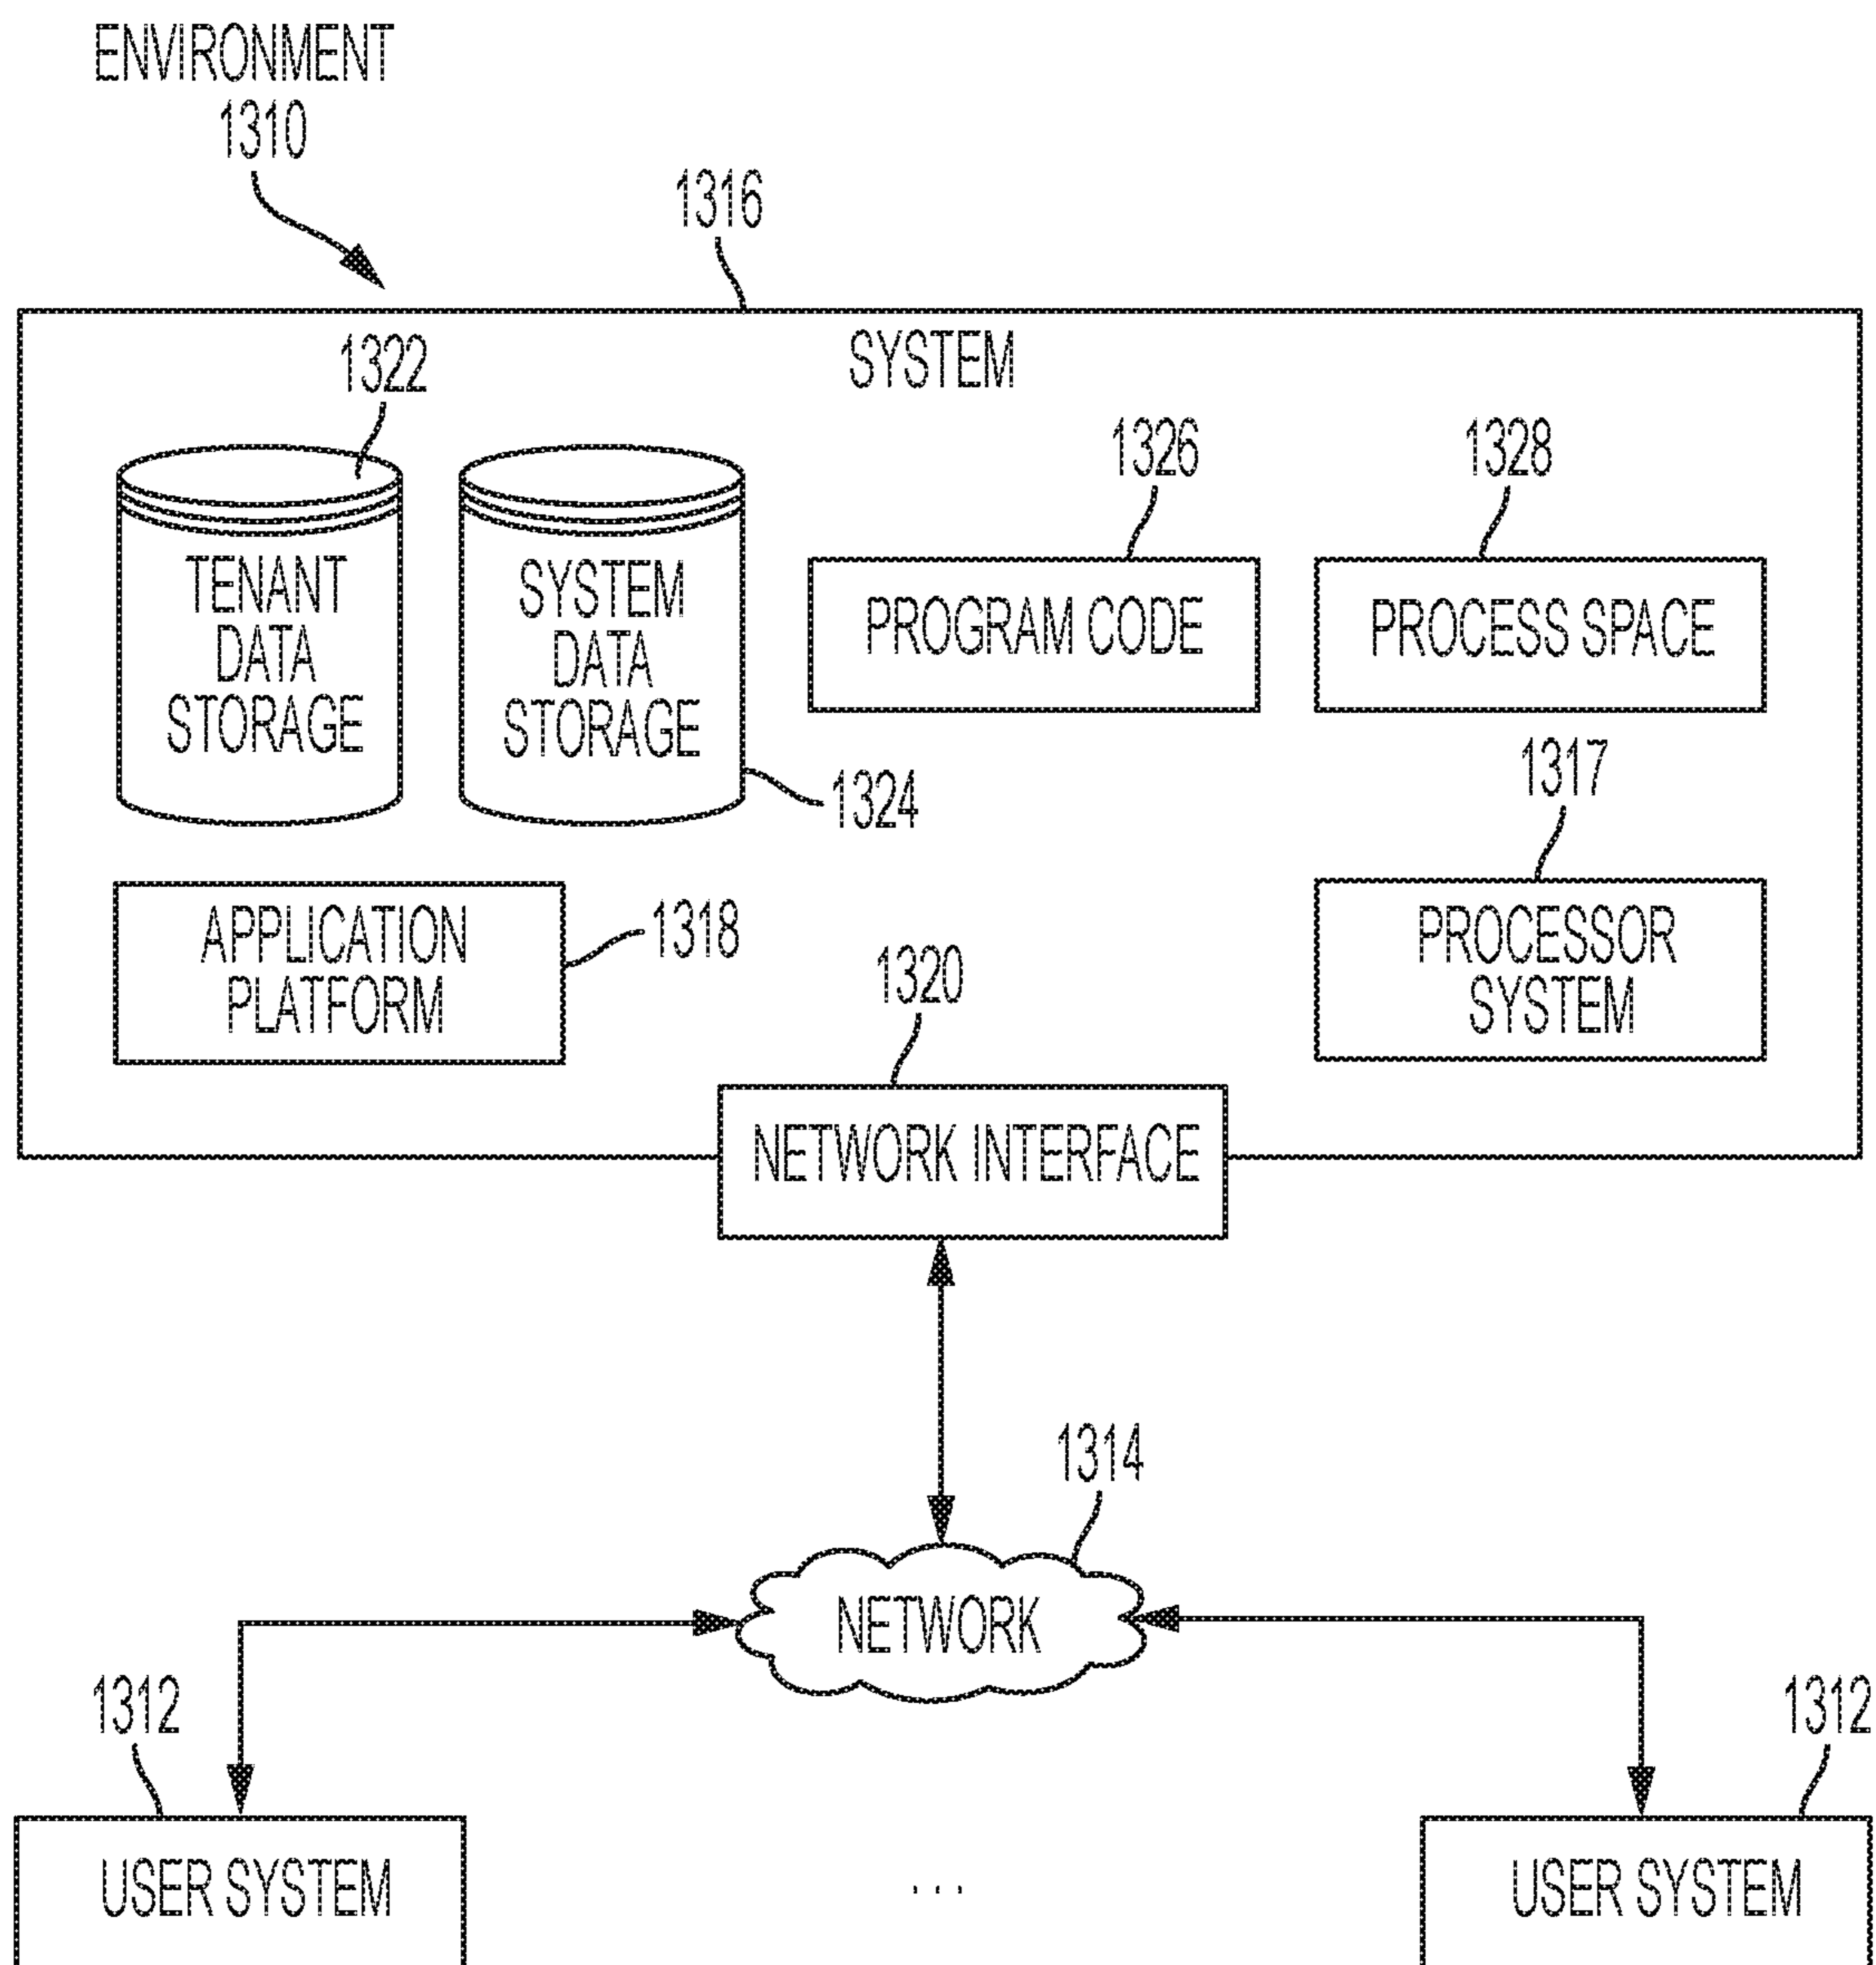 ENVIRONMENT
1310
1316
SYSTEM
1322
1326
1328
TENANT
DATA
STORAGE
SYSTEM
DATA
STORAGE
PROGRAM CODE
PROCESS SPACE
1324
1317
APPLICATION
PLATFORM
1318
1320
PROCESSOR
SYSTEM
NETWORK INTERFACE
1314
NETWORK
1312
1312
USER SYSTEM
...
USER SYSTEM